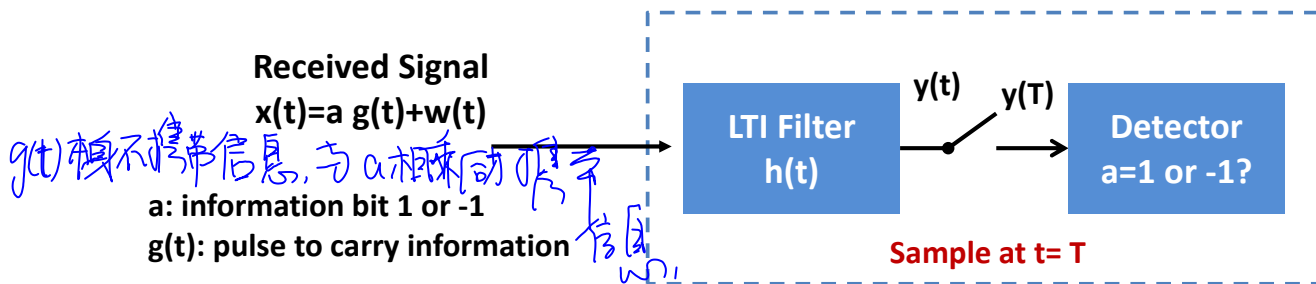 Received Signal
x(t)=a g(t)+w(t)
g(t)本身不携带信息,与a相乘时才携带
信息
a: information bit 1 or -1
g(t): pulse to carry information
LTI Filter
h(t)
y(t)
y(T)
Detector
a=1 or -1?
Sample at t= T